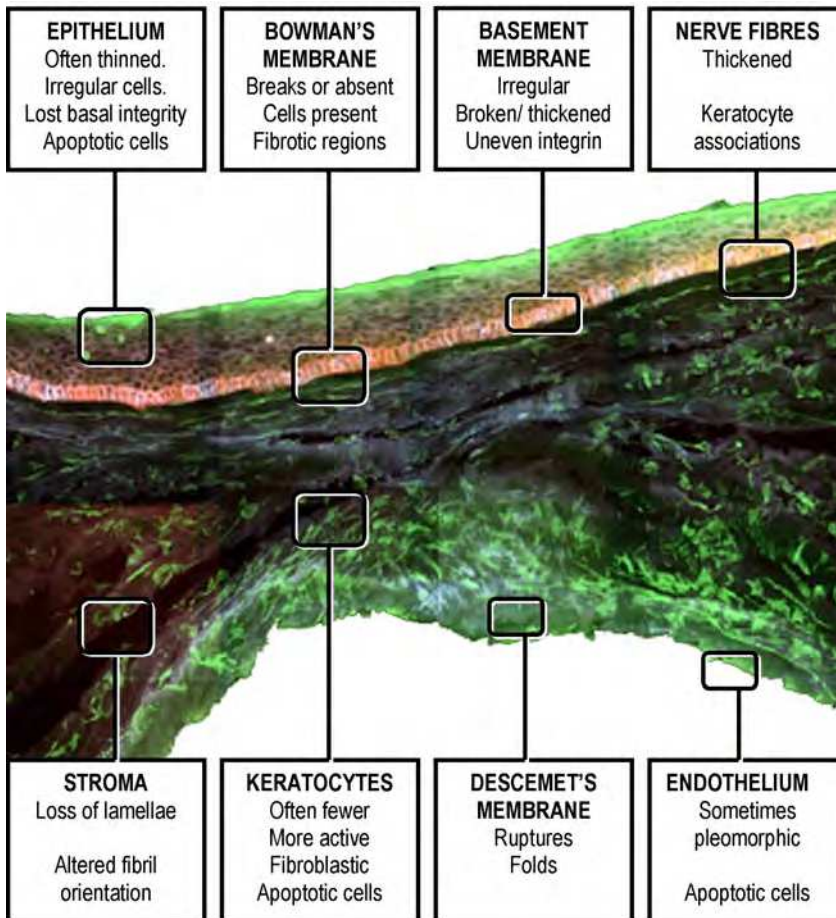 EPITHELIUM
Often thinned.
Irregular cells.
Lost basal integrity
Apoptotic cells
BOWMAN'S
MEMBRANE
Breaks or absent
Cells present
Fibrotic regions
BASEMENT
MEMBRANE
Irregular
Broken/ thickened
Uneven integrin
NERVE FIBRES
Thickened
Keratocyte
associations
STROMA
Loss of lamellae
Altered fibril
orientation
KERATOCYTES
Often fewer
More active
Fibroblastic
Apoptotic cells
DESCEMET'S
MEMBRANE
Ruptures
Folds
ENDOTHELIUM
Sometimes
pleomorphic
Apoptotic cells